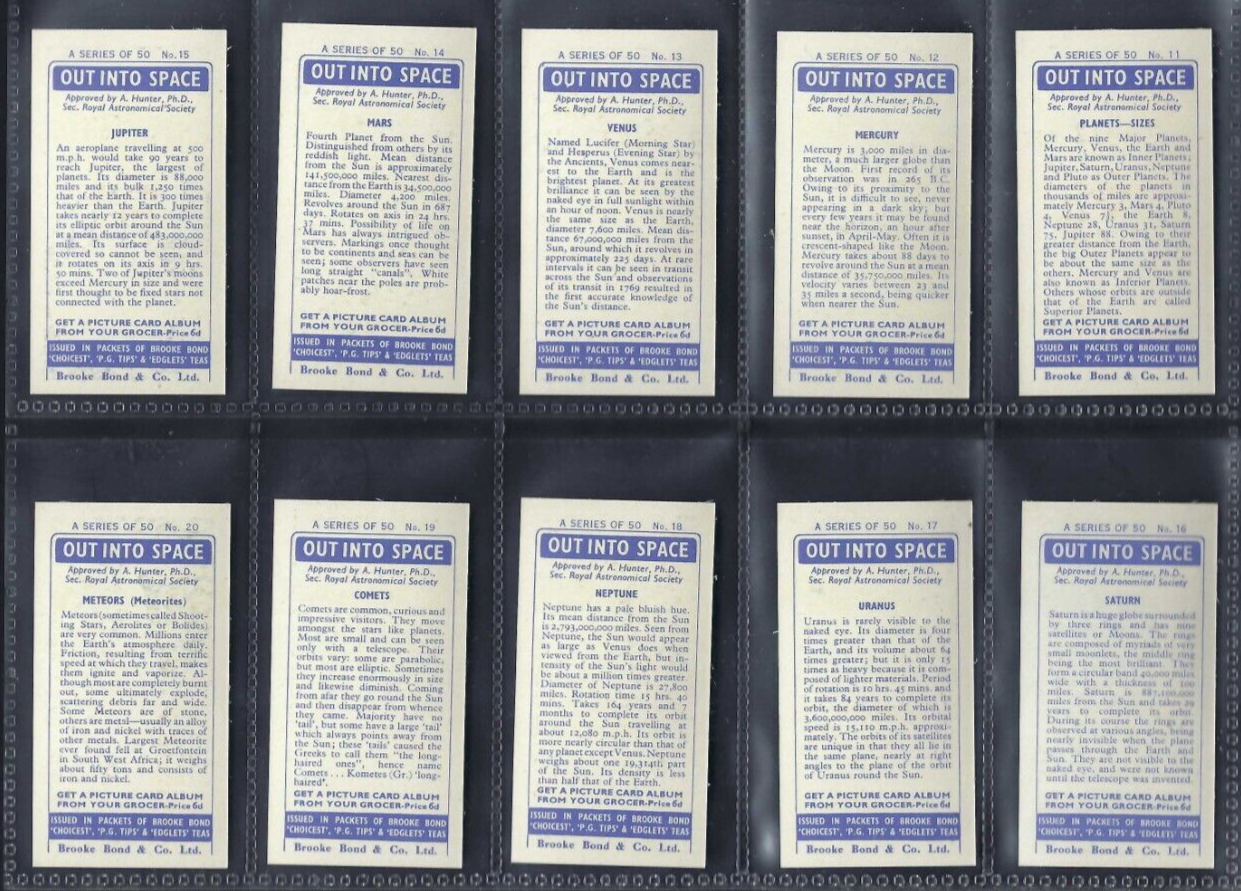 A SERIES OF 50 No. 15
OUT INTO SPACE
Approved by A. Hunter, Ph.D.,
Sec. Royal Astronomical Society
JUPITER
An aeroplane travelling at 500
m.p.h. would take 90 years to
reach Jupiter, the largest of
planets. Its diameter is 88,000
miles and its bulk 1,250 times
that of the Earth. It is 300 times
heavier than the Earth. Jupiter
takes nearly 12 years to complete
its elliptic orbit around the Sun
at a mean distance of 483,000,000
miles. Its surface is cloud-
covered so cannot be seen, and
it rotates on its axis in 9 hrs.
50 mins. Two of Jupiter's moons
exceed Mercury in size and were
first thought to be fixed stars not
connected with the planet.
GET A PICTURE CARD ALBUM
FROM YOUR GROCER-Price 6d
ISSUED IN PACKETS OF BROOKE BOND
'CHOICEST', 'P.G. TIPS' & 'EDGLETS' TEAS
Brooke Bond & Co. Ltd.
A SERIES OF 50 No. 14
OUT INTO SPACE
Approved by A. Hunter, Ph.D.,
Sec. Royal Astronomical Society
MARS
Fourth Planet from the Sun.
Distinguished from others by its
reddish light. Mean distance
from the Sun is approximately
141,500,000 miles. Nearest dis-
tance from the Earth is 34,500,000
miles. Diameter 4,200 miles.
Revolves around the Sun in 687
days. Rotates on axis in 24 hrs.
37 mins. Possibility of life on
Mars has always intrigued ob-
servers. Markings once thought
to be continents and seas can be
seen; some observers have seen
long straight "canals". White
patches near the poles are prob-
ably hoar-frost.
GET A PICTURE CARD ALBUM
FROM YOUR GROCER-Price 6d
ISSUED IN PACKETS OF BROOKE BOND
'CHOICEST', 'P.G. TIPS' & 'EDGLETS' TEAS
Brooke Bond & Co. Ltd.
A SERIES OF 50 No. 13
OUT INTO SPACE
Approved by A. Hunter, Ph.D.,
Sec. Royal Astronomical Society
VENUS
Named Lucifer (Morning Star)
and Hesperus (Evening Star) by
the Ancients, Venus comes near-
est to the Earth and is the
brightest planet. At its greatest
brilliance it can be seen by the
naked eye in full sunlight within
an hour of noon. Venus is nearly
the same size as the Earth,
diameter 7,600 miles. Mean dis-
tance 67,000,000 miles from the
Sun, around which it revolves in
approximately 225 days. At rare
intervals it can be seen in transit
across the Sun and observations
of its transit in 1769 resulted in
the first accurate knowledge of
the Sun's distance.
GET A PICTURE CARD ALBUM
FROM YOUR GROCER-Price 6d
ISSUED IN PACKETS OF BROOKE BOND
'CHOICEST', 'P.G. TIPS' & 'EDGLETS' TEAS
Brooke Bond & Co. Ltd.
A SERIES OF 50 No. 12
OUT INTO SPACE
Approved by A. Hunter, Ph.D.,
Sec. Royal Astronomical Society
MERCURY
Mercury is 3,000 miles in dia-
meter, a much larger globe than
the Moon. First record of its
observation was in 265 B.C.
Owing to its proximity to the
Sun, it is difficult to see, never
appearing in a dark sky; but
every few years it may be found
near the horizon, an hour after
sunset, in April-May. Often it is
crescent-shaped like the Moon.
Mercury takes about 88 days to
revolve around the Sun at a mean
distance of 35,750,000 miles. Its
velocity varies between 23 and
35 miles a second, being quicker
when nearer the Sun.
GET A PICTURE CARD ALBUM
FROM YOUR GROCER-Price 6d
ISSUED IN PACKETS OF BROOKE BOND
'CHOICEST', 'P.G. TIPS' & 'EDGLETS' TEAS
Brooke Bond & Co. Ltd.
A SERIES OF 50 No. 11
OUT INTO SPACE
Approved by A. Hunter, Ph.D.,
Sec. Royal Astronomical Society
PLANETS—SIZES
Of the nine Major Planets,
Mercury, Venus, the Earth and
Mars are known as Inner Planets;
Jupiter, Saturn, Uranus, Neptune
and Pluto as Outer Planets. The
diameters of the planets in
thousands of miles are approxi-
mately Mercury 3, Mars 4, Pluto
4, Venus 7½, the Earth 8,
Neptune 28, Uranus 31, Saturn
75, Jupiter 88. Owing to their
greater distance from the Earth,
the big Outer Planets appear to
be about the same size as the
others. Mercury and Venus are
also known as Inferior Planets.
Others whose orbits are outside
that of the Earth are called
Superior Planets.
GET A PICTURE CARD ALBUM
FROM YOUR GROCER-Price 6d
ISSUED IN PACKETS OF BROOKE BOND
'CHOICEST', 'P.G. TIPS' & 'EDGLETS' TEAS
Brooke Bond & Co. Ltd.
A SERIES OF 50 No. 20
OUT INTO SPACE
Approved by A. Hunter, Ph.D.,
Sec. Royal Astronomical Society
METEORS (Meteorites)
Meteors (sometimes called Shoot-
ing Stars, Aerolites or Bolides)
are very common. Millions enter
the Earth's atmosphere daily.
Friction, resulting from terrific
speed at which they travel, makes
them ignite and vaporize. Al-
though most are completely burnt
out, some ultimately explode,
scattering debris far and wide.
Some Meteors are of stone,
others are metal—usually an alloy
of iron and nickel with traces of
other metals. Largest Meteorite
ever found fell at Groetfontein
in South West Africa; it weighs
about fifty tons and consists of
iron and nickel.
GET A PICTURE CARD ALBUM
FROM YOUR GROCER-Price 6d
ISSUED IN PACKETS OF BROOKE BOND
'CHOICEST', 'P.G. TIPS' & 'EDGLETS' TEAS
Brooke Bond & Co. Ltd.
A SERIES OF 50 No. 19
OUT INTO SPACE
Approved by A. Hunter, Ph.D.,
Sec. Royal Astronomical Society
COMETS
Comets are common, curious and
impressive visitors. They move
amongst the stars like planets.
Most are small and can be seen
only with a telescope. Their
orbits vary: some are parabolic,
but most are elliptic. Sometimes
they increase enormously in size
and likewise diminish. Coming
from afar they go round the Sun
and then disappear from whence
they came. Majority have no
'tail', but some have a large 'tail'
which always points away from
the Sun; these 'tails' caused the
Greeks to call them "the long-
haired ones", hence name
Comets . . . Kometes (Gr.) 'long-
haired'.
GET A PICTURE CARD ALBUM
FROM YOUR GROCER-Price 6d
ISSUED IN PACKETS OF BROOKE BOND
'CHOICEST', 'P.G. TIPS' & 'EDGLETS' TEAS
Brooke Bond & Co. Ltd.
A SERIES OF 50 No. 18
OUT INTO SPACE
Approved by A. Hunter, Ph.D.,
Sec. Royal Astronomical Society
NEPTUNE
Neptune has a pale bluish hue.
Its mean distance from the Sun
is 2,793,000,000 miles. Seen from
Neptune, the Sun would appear
as large as Venus does when
viewed from the Earth, but in-
tensity of the Sun's light would
be about a million times greater.
Diameter of Neptune is 27,800
miles. Rotation time 15 hrs. 40
mins. Takes 164 years and 7
months to complete its orbit
around the Sun travelling at
about 12,080 m.p.h. Its orbit is
more nearly circular than that of
any planet except Venus. Neptune
weighs about one 19,314th part
of the Sun. Its density is less
than half that of the Earth.
GET A PICTURE CARD ALBUM
FROM YOUR GROCER-Price 6d
ISSUED IN PACKETS OF BROOKE BOND
'CHOICEST', 'P.G. TIPS' & 'EDGLETS' TEAS
Brooke Bond & Co. Ltd.
A SERIES OF 50 No. 17
OUT INTO SPACE
Approved by A. Hunter, Ph.D.,
Sec. Royal Astronomical Society
URANUS
Uranus is rarely visible to the
naked eye. Its diameter is four
times greater than that of the
Earth, and its volume about 64
times greater; but it is only 15
times as heavy because it is com-
posed of lighter materials. Period
of rotation is 10 hrs. 45 mins. and
it takes 84 years to complete its
orbit, the diameter of which is
3,600,000,000 miles. Its orbital
speed is 15,110 m.p.h. approxi-
mately. The orbits of its satellites
are unique in that they all lie in
the same plane, nearly at right
angles to the plane of the orbit
of Uranus round the Sun.
GET A PICTURE CARD ALBUM
FROM YOUR GROCER-Price 6d
ISSUED IN PACKETS OF BROOKE BOND
'CHOICEST', 'P.G. TIPS' & 'EDGLETS' TEAS
Brooke Bond & Co. Ltd.
A SERIES OF 50 No. 16
OUT INTO SPACE
Approved by A. Hunter, Ph.D.,
Sec. Royal Astronomical Society
SATURN
Saturn is a huge globe surrounded
by three rings and has nine
satellites or Moons. The rings
are composed of myriads of very
small moonlets, the middle ring
being the most brilliant. They
form a circular band 40,000 miles
wide with a thickness of 100
miles. Saturn is 887,100,000
miles from the Sun and takes 29
years to complete its orbit.
During its course the rings are
observed at various angles, being
nearly invisible when the plane
passes through the Earth and
Sun. They are not visible to the
naked eye, and were not known
until the telescope was invented.
GET A PICTURE CARD ALBUM
FROM YOUR GROCER-Price 6d
ISSUED IN PACKETS OF BROOKE BOND
'CHOICEST', 'P.G. TIPS' & 'EDGLETS' TEAS
Brooke Bond & Co. Ltd.